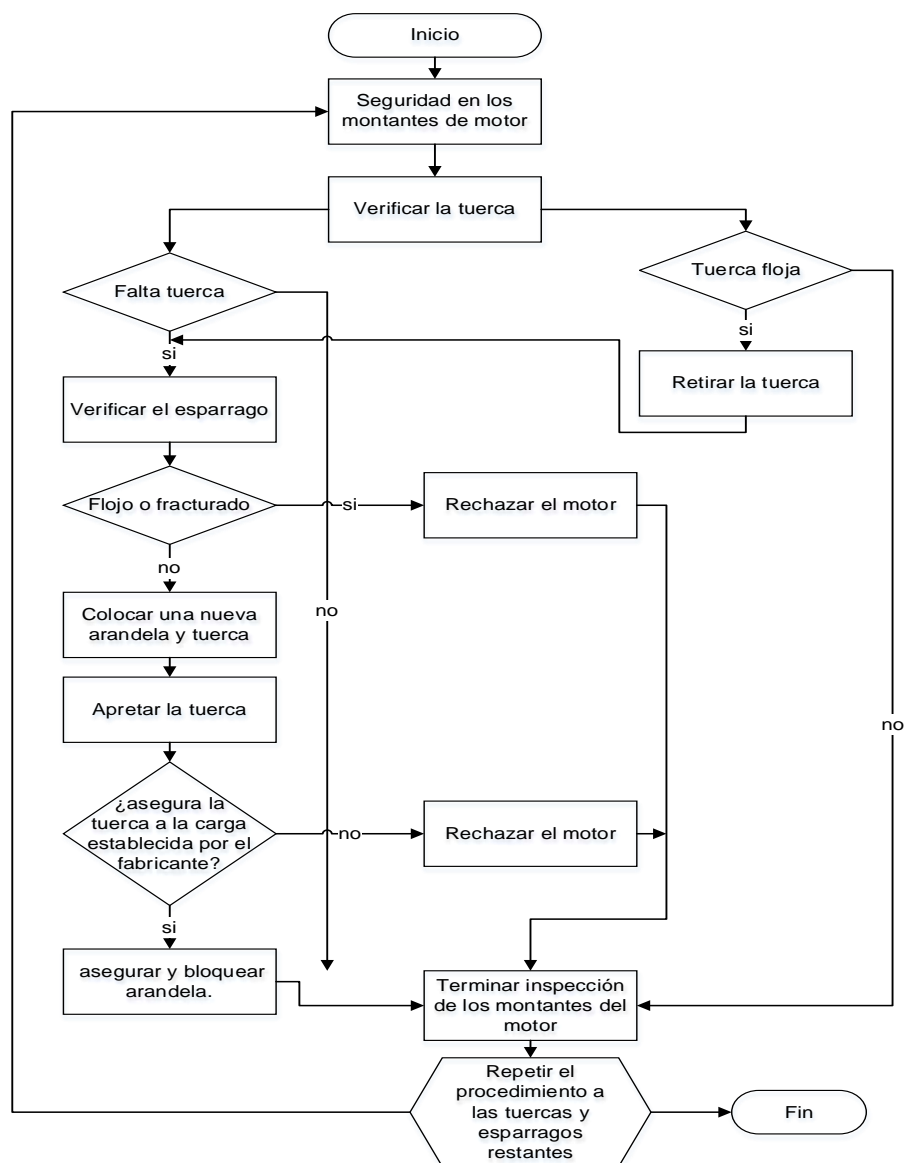 Inicio
Seguridad en los
montantes de motor
Verificar la tuerca
Falta tuerca
Tuerca floja
si
si
Retirar la tuerca
Verificar el esparrago
Flojo o fracturado
si
Rechazar el motor
no
Colocar una nueva
arandela y tuerca
no
Apretar la tuerca
no
¿asegura la
tuerca a la carga
establecida por el
fabricante?
no
Rechazar el motor
si
asegurar y bloquear
arandela.
Terminar inspección
de los montantes del
motor
Repetir el
procedimiento a
las tuercas y
esparragos
restantes
Fin